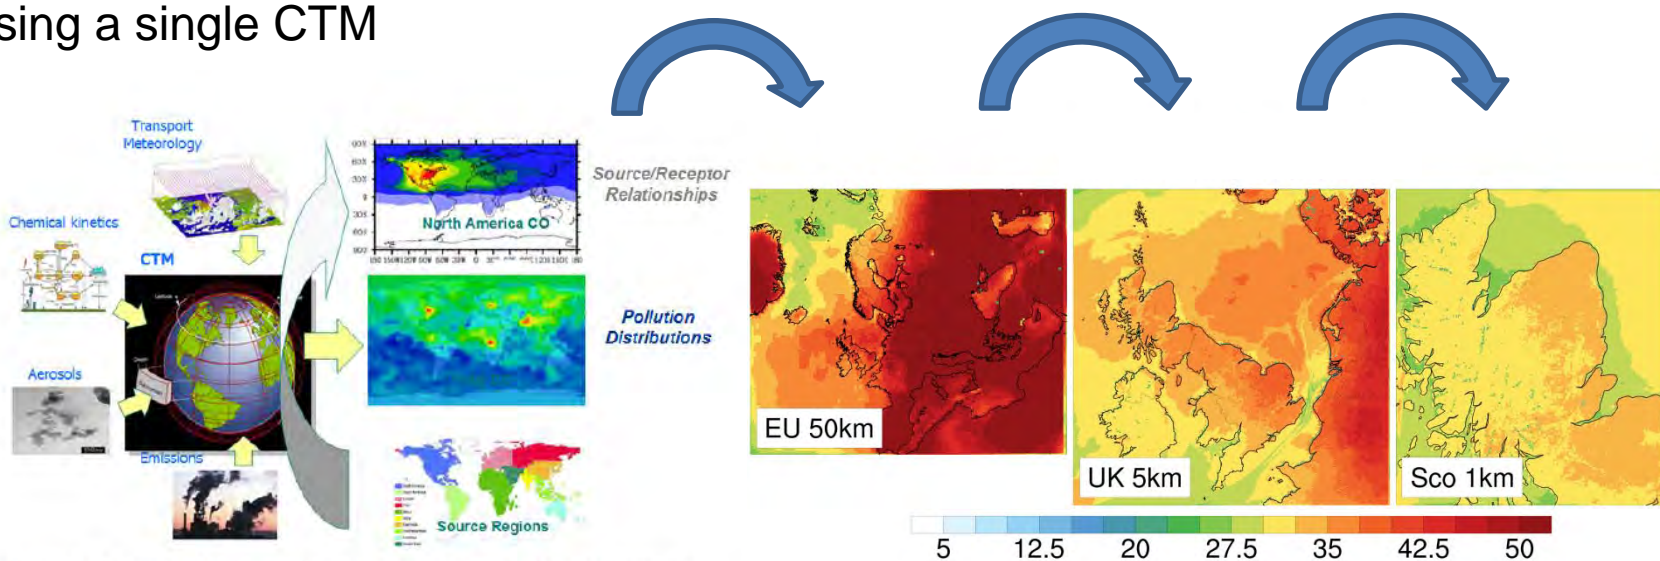 sing a single CTM
Transport
Meteorology
Chemical kinetics
CTM
Aerosols
Emissions
North America CO
Source/Receptor
Relationships
Pollution
Distributions
Source Regions
EU 50km
UK 5km
Sco 1km
5 12.5 20 27.5 35 42.5 50